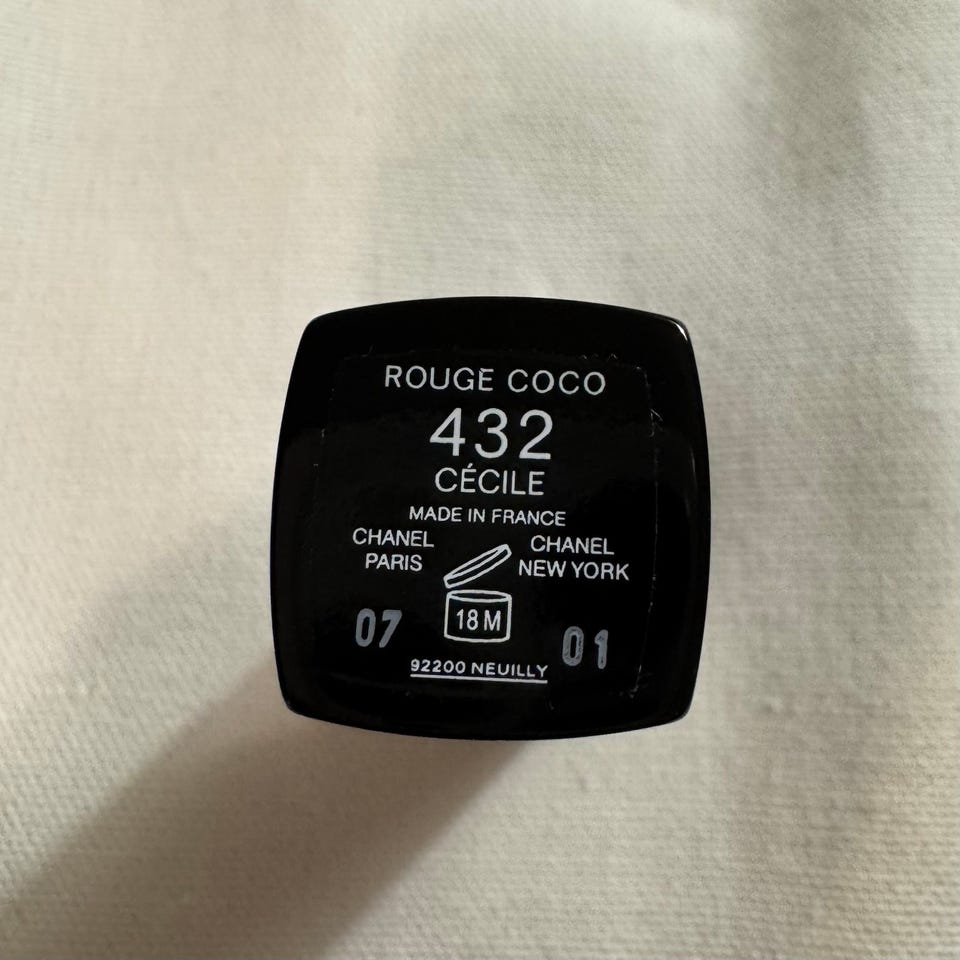 ROUGE COCO
432
CÉCILE
MADE IN FRANCE
CHANEL
PARIS
CHANEL
NEW YORK
18 M
07
01
92200 NEUILLY